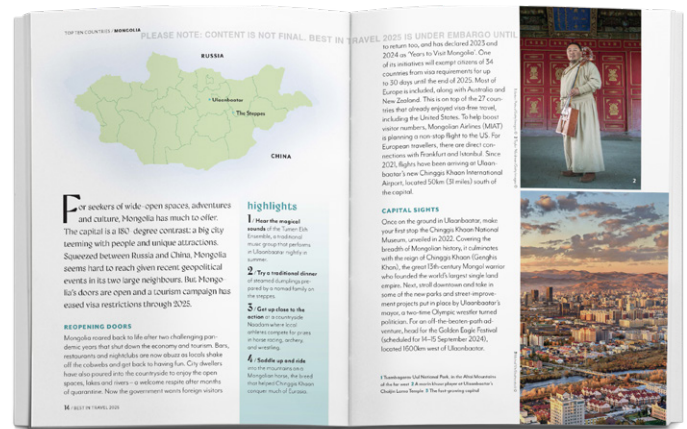 TOP TEN COUNTRIES / MONGOLIA
PLEASE NOTE: CONTENT IS NOT FINAL. BEST IN TRAVEL 2025 IS UNDER EMBARGO UNTIL
RUSSIA
Ulaanbaatar
The Steppes
CHINA
For seekers of wide-open spaces, adventures
and culture, Mongolia has much to offer.
The capital is a 180-degree contrast: a big city
teeming with people and unique attractions.
Squeezed between Russia and China, Mongolia
seems hard to reach given recent geopolitical
events in its two large neighbours. But Mongo-
lia's doors are open and a tourism campaign has
eased visa restrictions through 2025.
REOPENING DOORS
Mongolia roared back to life after two challenging pan-
demic years that shut down the economy and tourism. Bars,
restaurants and nightclubs are now abuzz as locals shake
off the cobwebs and get back to having fun. City dwellers
have also poured into the countryside to enjoy the open
spaces, lakes and rivers – a welcome respite after months
of quarantine. Now the government wants foreign visitors
14 / BEST IN TRAVEL 2025
highlights
1 / Hear the magical
sounds of the Tumen Ekh
Ensemble, a traditional
music group that performs
in Ulaanbaatar nightly in
summer.
2 / Try a traditional dinner
of steamed dumplings pre-
pared by a nomad family on
the steppes.
3 / Get up close to the
action at a countryside
Naadam where local
athletes compete for prizes
in horse racing, archery,
and wrestling.
4 / Saddle up and ride
into the mountains on a
Mongolian horse, the breed
that helped Chinggis Khaan
conquer much of Eurasia.
to return too, and has declared 2023 and
2024 as 'Years to Visit Mongolia'. One
of its initiatives will exempt citizens of 34
countries from visa requirements for up
to 30 days until the end of 2025. Most of
Europe is included, along with Australia and
New Zealand. This is on top of the 27 coun-
tries that already enjoyed visa-free travel,
including the United States. To help boost
visitor numbers, Mongolian Airlines (MIAT)
is planning a non-stop flight to the US. For
European travellers, there are direct con-
nections with Frankfurt and Istanbul. Since
2021, flights have been arriving at Ulaan-
baatar's new Chinggis Khaan International
Airport, located 50km (31 miles) south of
the capital.
CAPITAL SIGHTS
Once on the ground in Ulaanbaatar, make
your first stop the Chinggis Khaan National
Museum, unveiled in 2022. Covering the
breadth of Mongolian history, it culminates
with the reign of Chinggis Khaan (Genghis
Khan), the great 13th-century Mongol warrior
who founded the world's largest single land
empire. Next, stroll downtown and take in
some of the new parks and street-improve-
ment projects put in place by Ulaanbaatar's
mayor, a two-time Olympic wrestler turned
politician. For an off-the-beaten-path ad-
venture, head for the Golden Eagle Festival
(scheduled for 14–15 September 2024),
located 1600km west of Ulaanbaatar.
2